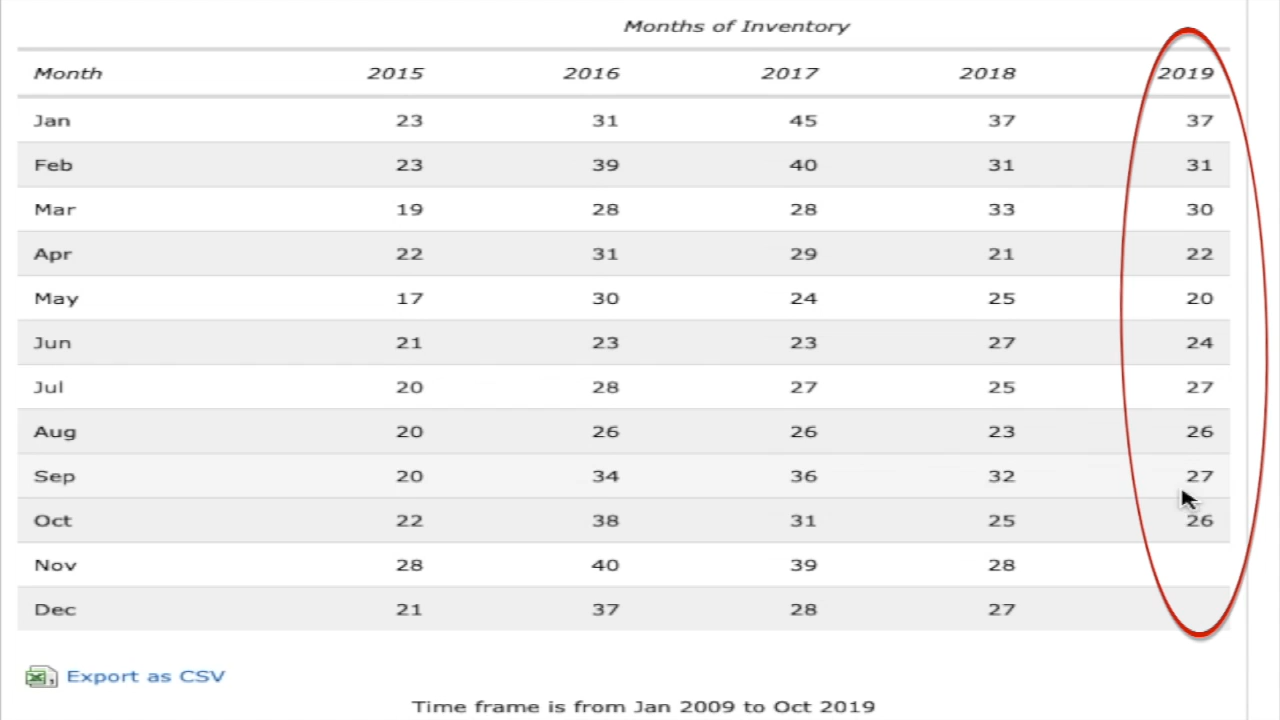 Months of Inventory
Month 2015 2016 2017 2018 2019
Jan 23 31 45 37 37
Feb 23 39 40 31 31
Mar 19 28 28 33 30
Apr 22 31 29 21 22
May 17 30 24 25 20
Jun 21 23 23 27 24
Jul 20 28 27 25 27
Aug 20 26 26 23 26
Sep 20 34 36 32 27
Oct 22 38 31 25 26
Nov 28 40 39 28
Dec 21 37 28 27
Export as CSV
Time frame is from Jan 2009 to Oct 2019